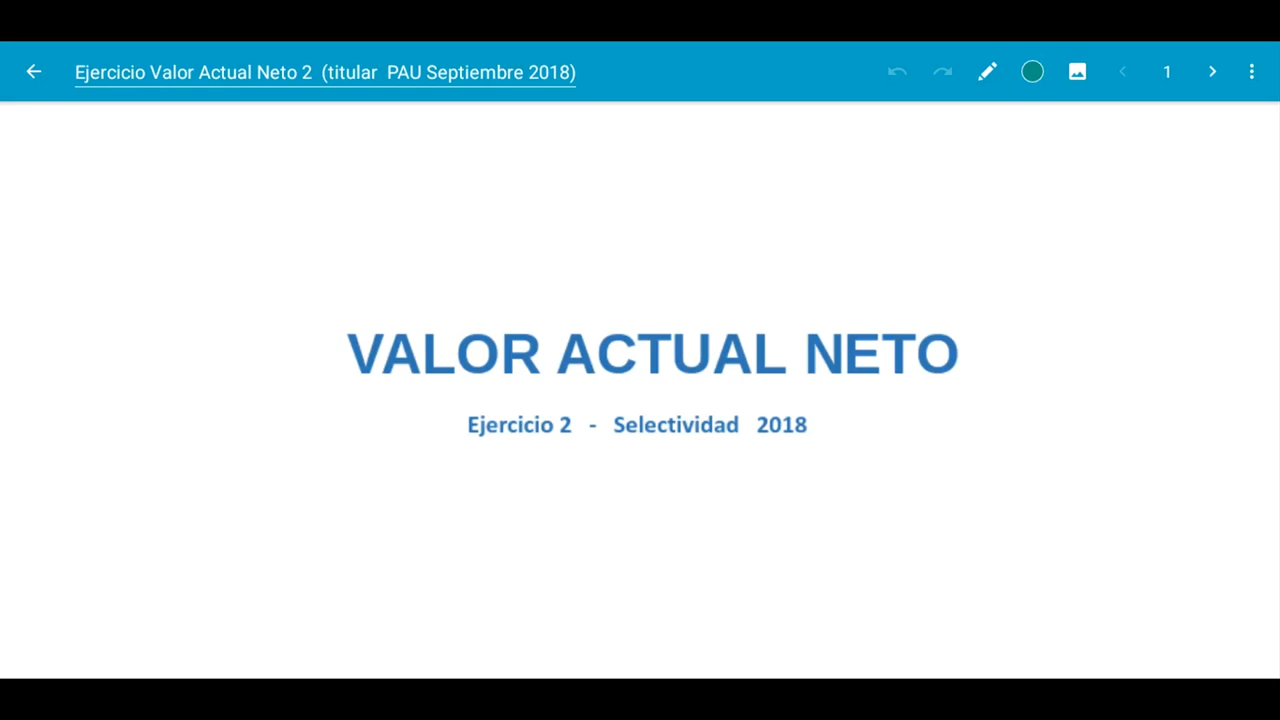 Ejercicio Valor Actual Neto 2 (titular PAU Septiembre 2018)
1
VALOR ACTUAL NETO
Ejercicio 2 - Selectividad 2018